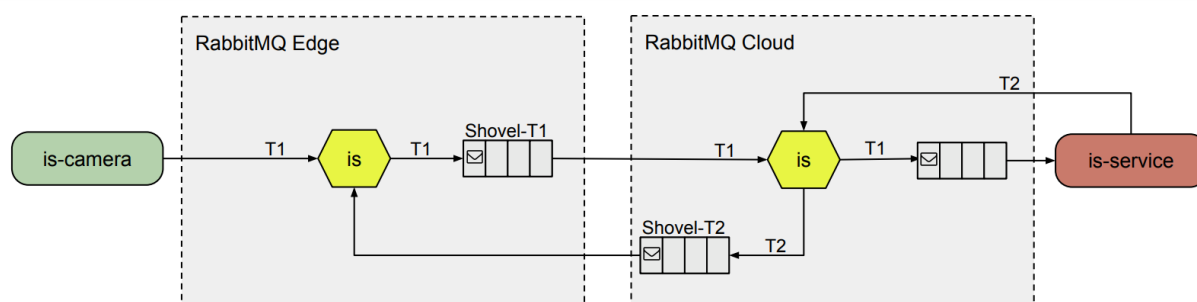 RabbitMQ Edge
RabbitMQ Cloud
T2
Shovel-T1
is-camera
T1
is
T1
T1
is
T1
is-service
Shovel-T2
T2